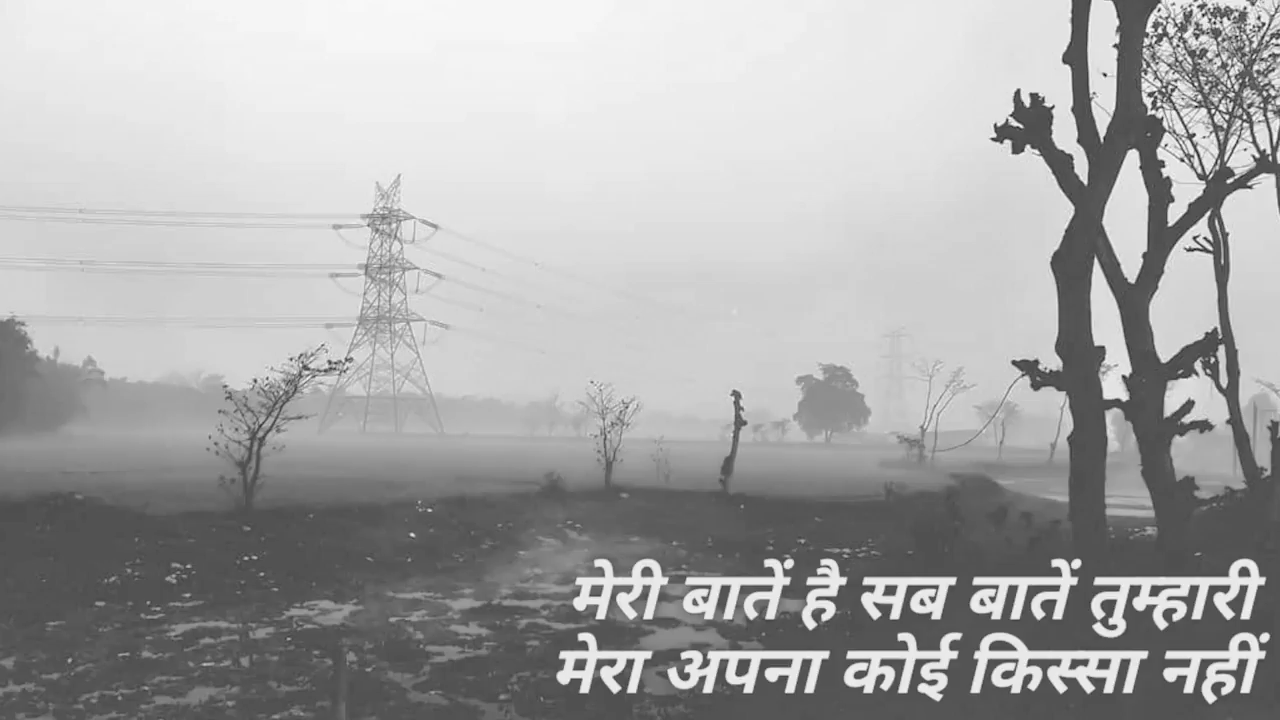 मेरी बातें है सब बातें तुम्हारी
मेरा अपना कोई किस्सा नहीं